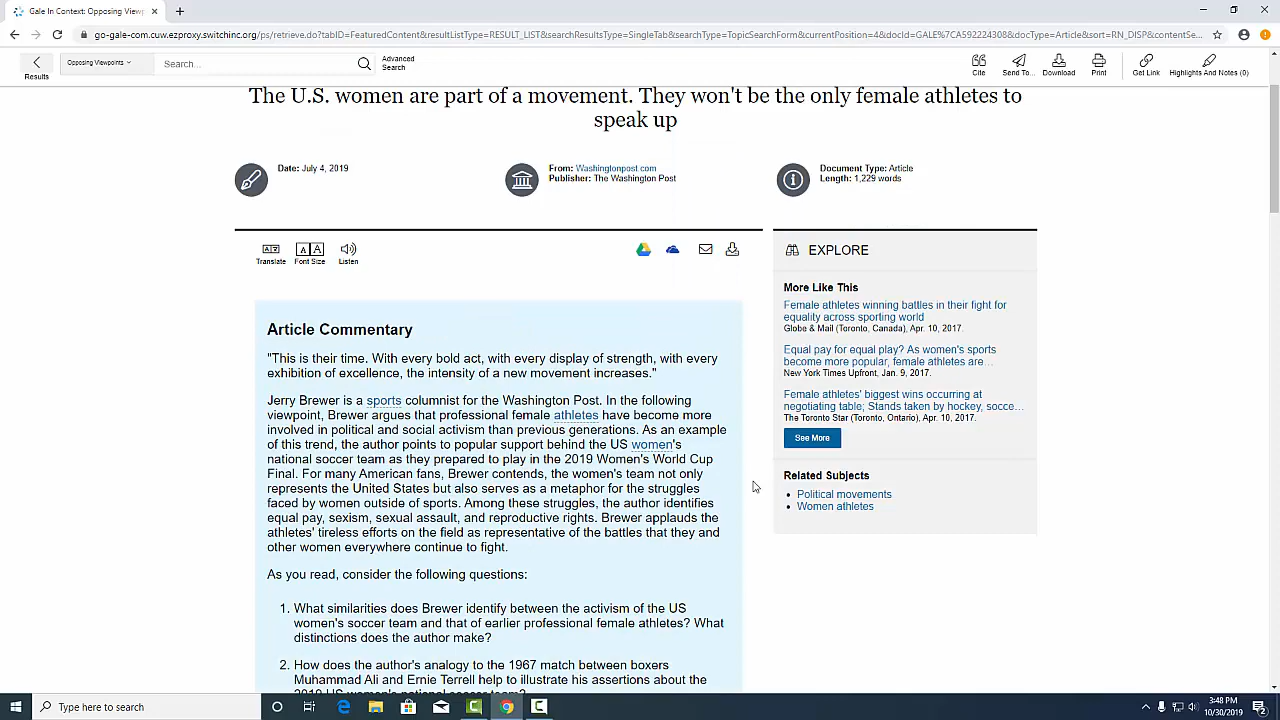 Gale In Context: Opposing Viewp
go-gale-com.cuw.ezproxy.switchinc.org/ps/retrieve.do?tabID=FeaturedContent&resultListType=RESULT_LIST&searchResultsType=SingleTab&searchType=TopicSearchForm&currentPosition=4&docId=GALE%7CA592224308&docType=Article&sort=RN_DISP&contentSe...
Results
Opposing Viewpoints
Search...
Advanced
Search
Cite
Send To...
Download
Print
Get Link
Highlights And Notes (0)
The U.S. women are part of a movement. They won't be the only female athletes to
speak up
Date: July 4, 2019
From: Washingtonpost.com
Publisher: The Washington Post
Document Type: Article
Length: 1,229 words
Translate
Font Size
Listen
Article Commentary
"This is their time. With every bold act, with every display of strength, with every
exhibition of excellence, the intensity of a new movement increases."
Jerry Brewer is a sports columnist for the Washington Post. In the following
viewpoint, Brewer argues that professional female athletes have become more
involved in political and social activism than previous generations. As an example
of this trend, the author points to popular support behind the US women's
national soccer team as they prepared to play in the 2019 Women's World Cup
Final. For many American fans, Brewer contends, the women's team not only
represents the United States but also serves as a metaphor for the struggles
faced by women outside of sports. Among these struggles, the author identifies
equal pay, sexism, sexual assault, and reproductive rights. Brewer applauds the
athletes' tireless efforts on the field as representative of the battles that they and
other women everywhere continue to fight.
As you read, consider the following questions:
1. What similarities does Brewer identify between the activism of the US
women's soccer team and that of earlier professional female athletes? What
distinctions does the author make?
2. How does the author's analogy to the 1967 match between boxers
Muhammad Ali and Ernie Terrell help to illustrate his assertions about the
2019 US women's national soccer team?
EXPLORE
More Like This
Female athletes winning battles in their fight for
equality across sporting world
Globe & Mail (Toronto, Canada), Apr. 10, 2017.
Equal pay for equal play? As women's sports
become more popular, female athletes are...
New York Times Upfront, Jan. 9, 2017.
Female athletes' biggest wins occurring at
negotiating table; Stands taken by hockey, socce...
The Toronto Star (Toronto, Ontario), Apr. 10, 2017.
See More
Related Subjects
• Political movements
• Women athletes
Type here to search
3:48 PM
10/30/2019